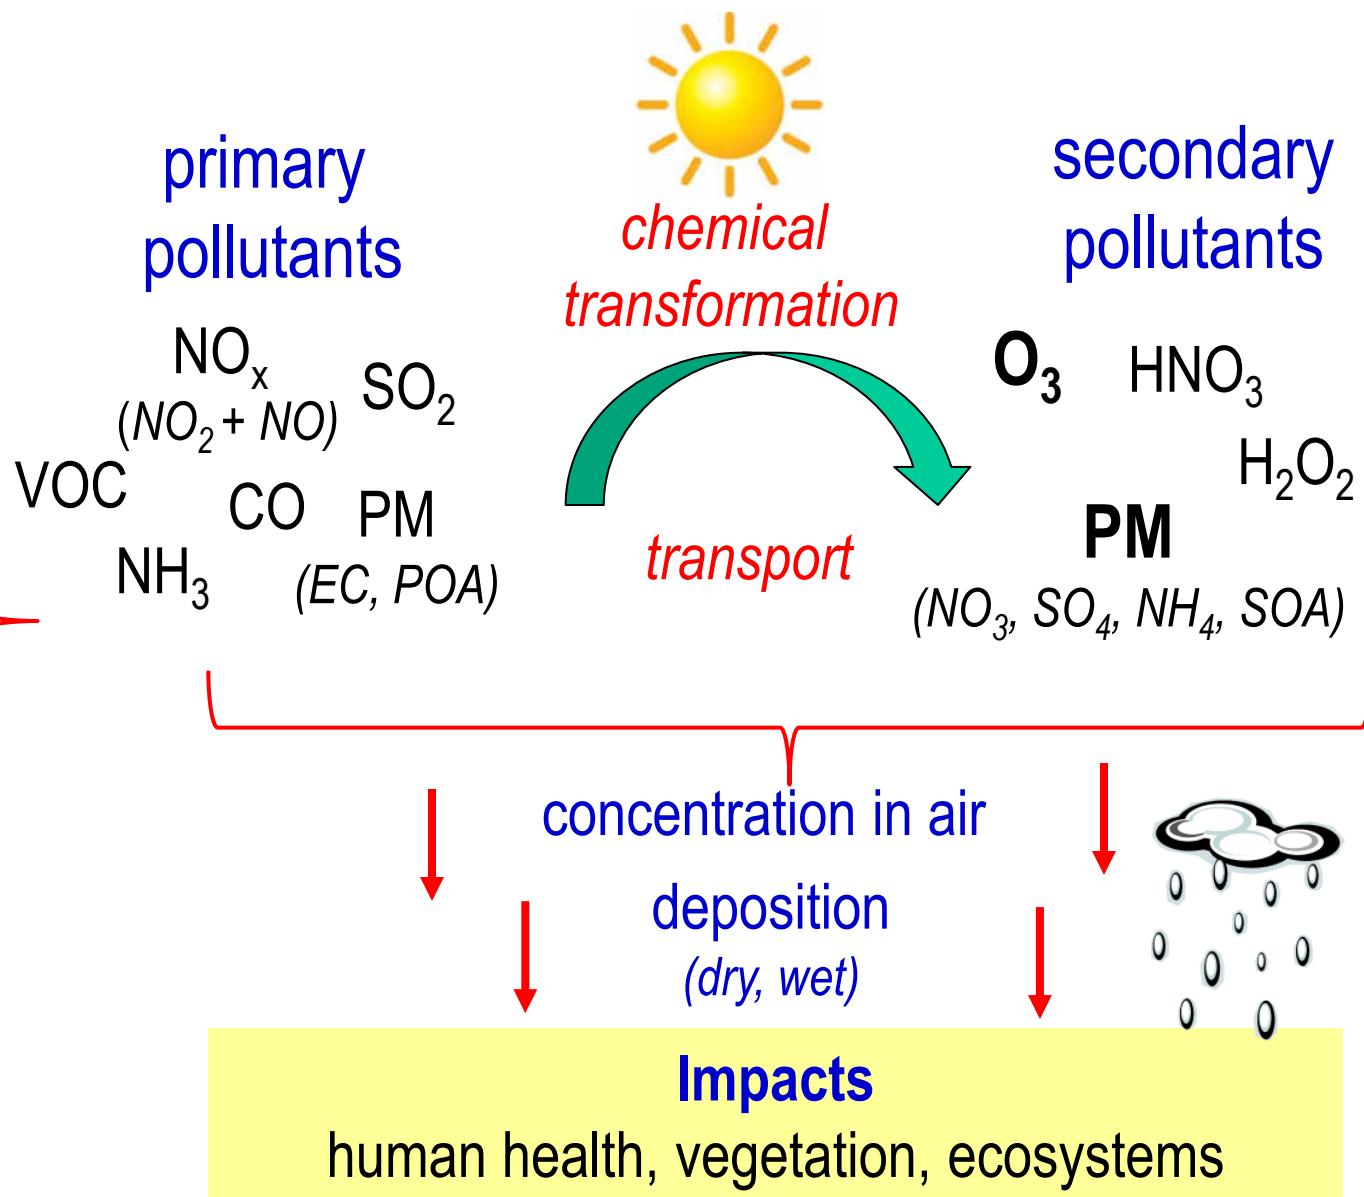 primary
pollutants
NOₓ
(NO₂ + NO)
SO₂
VOC
CO
PM
NH₃
(EC, POA)
chemical
transformation
transport
secondary
pollutants
O₃
HNO₃
H₂O₂
PM
(NO₃, SO₄, NH₄, SOA)
concentration in air
deposition
(dry, wet)
Impacts
human health, vegetation, ecosystems